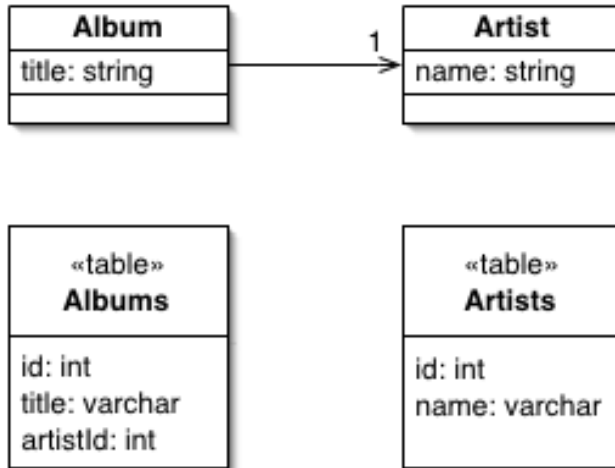 Album
title: string
1
Artist
name: string
«table»
Albums
id: int
title: varchar
artistId: int
«table»
Artists
id: int
name: varchar